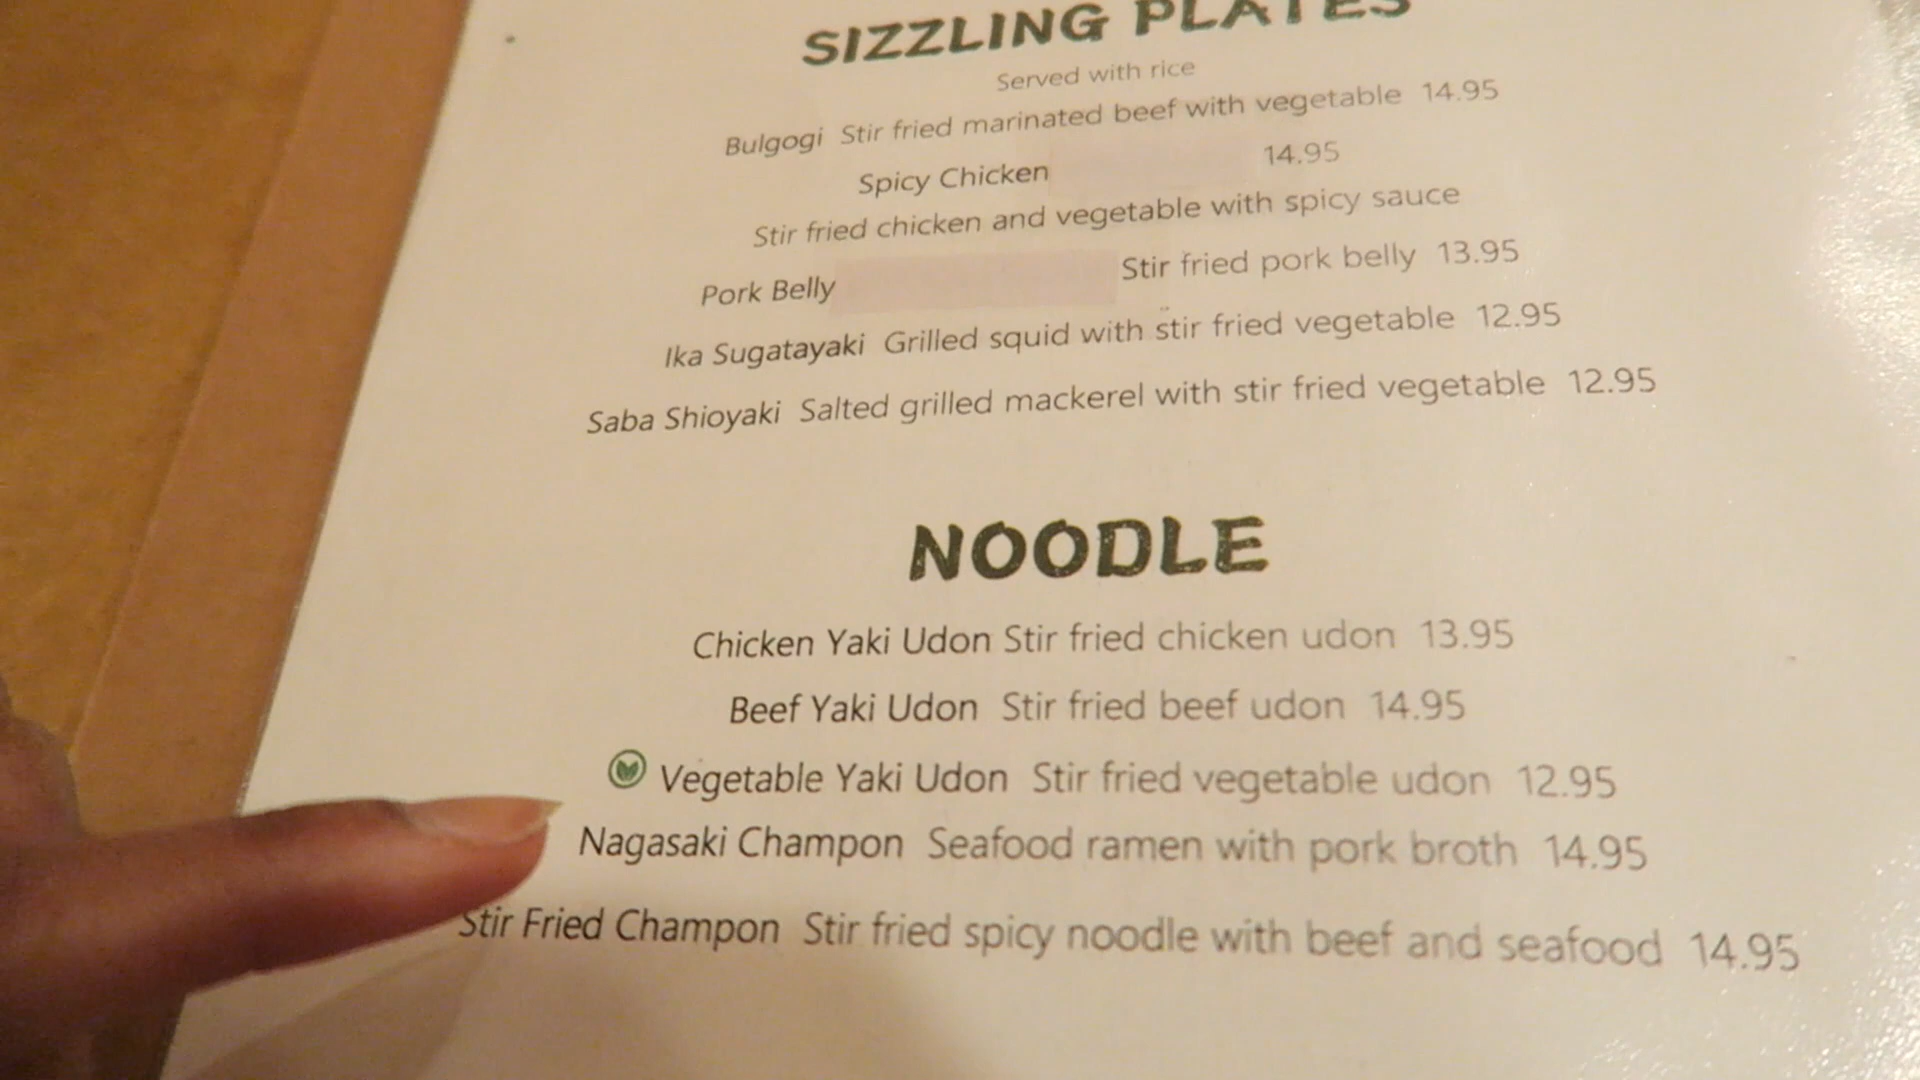 SIZZLING PLATES
Served with rice
Bulgogi Stir fried marinated beef with vegetable 14.95
Spicy Chicken 14.95
Stir fried chicken and vegetable with spicy sauce
Pork Belly Stir fried pork belly 13.95
Ika Sugatayaki Grilled squid with stir fried vegetable 12.95
Saba Shioyaki Salted grilled mackerel with stir fried vegetable 12.95
NOODLE
Chicken Yaki Udon Stir fried chicken udon 13.95
Beef Yaki Udon Stir fried beef udon 14.95
Vegetable Yaki Udon Stir fried vegetable udon 12.95
Nagasaki Champon Seafood ramen with pork broth 14.95
Stir Fried Champon Stir fried spicy noodle with beef and seafood 14.95